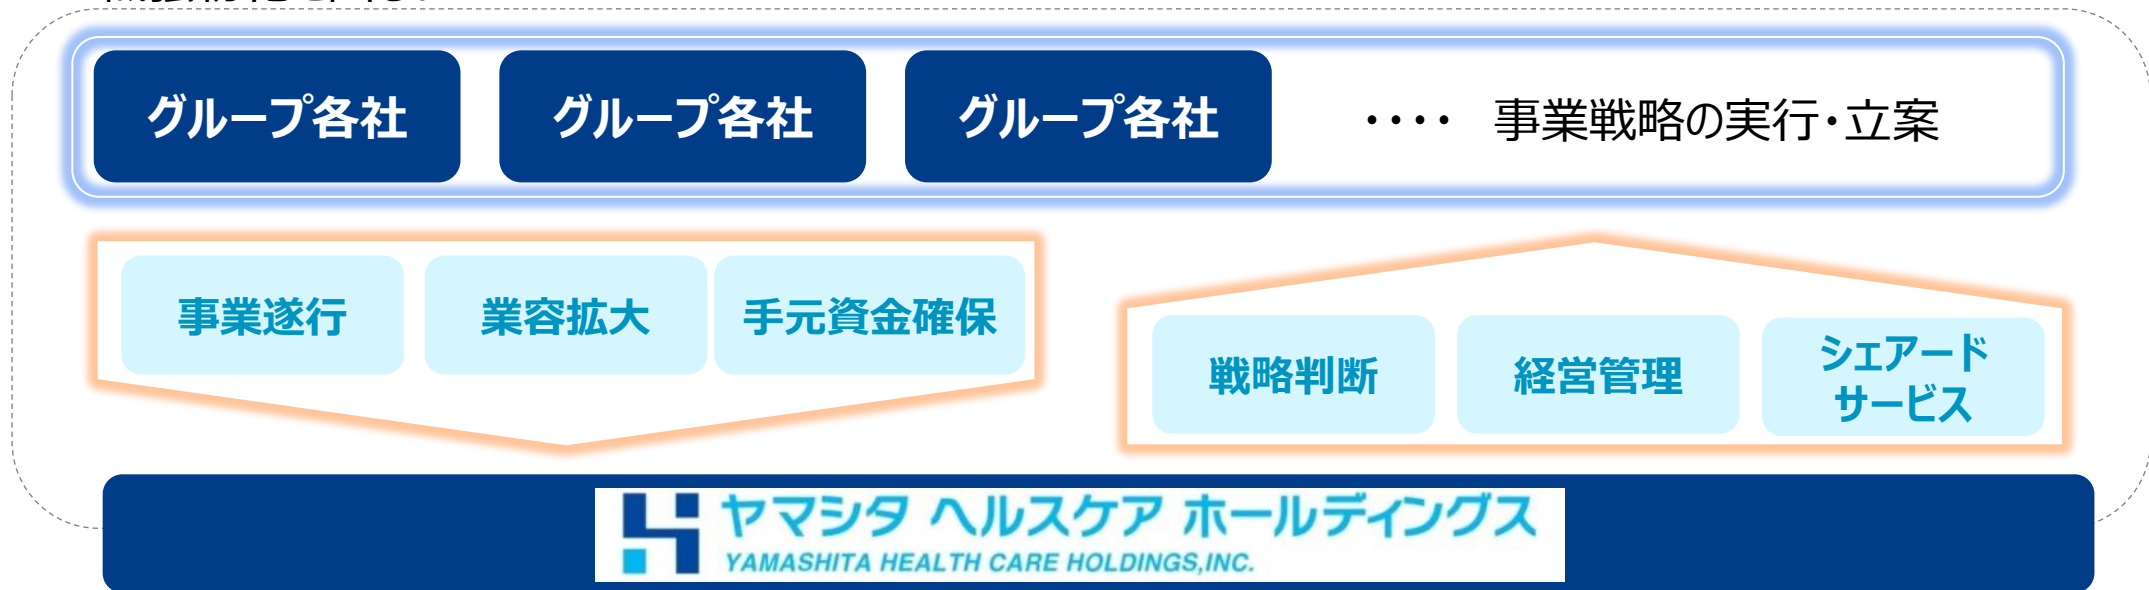 グループ各社
グループ各社
グループ各社
・・・・ 事業戦略の実行・立案
事業遂行
業容拡大
手元資金確保
戦略判断
経営管理
シェアード
サービス
ヤマシタ ヘルスケア ホールディングス
YAMASHITA HEALTH CARE HOLDINGS,INC.